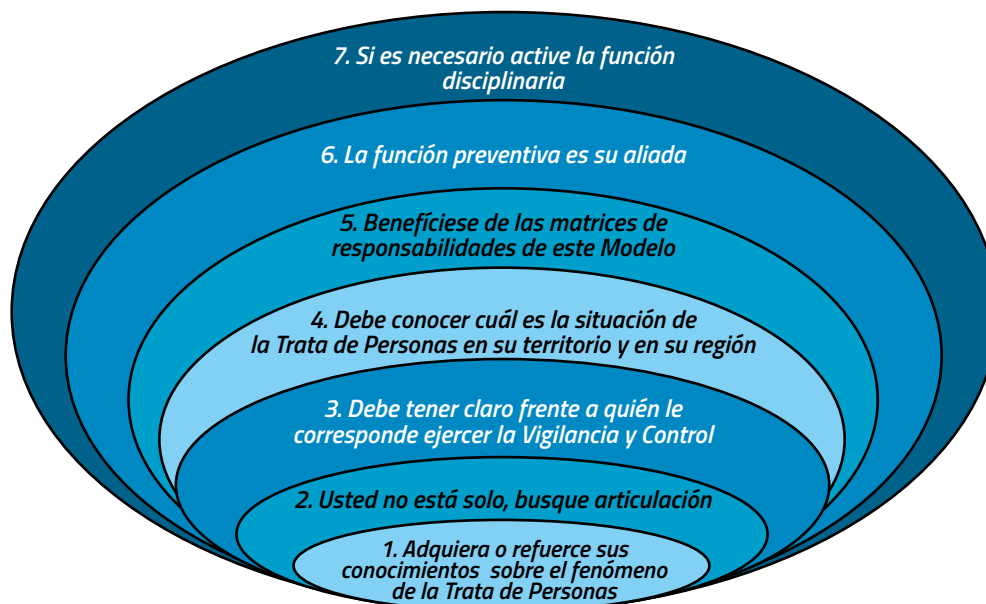 7. Si es necesario active la función
disciplinaria
6. La función preventiva es su aliada
5. Benefíciese de las matrices de
responsabilidades de este Modelo
4. Debe conocer cuál es la situación de
la Trata de Personas en su territorio y en su región
3. Debe tener claro frente a quién le
corresponde ejercer la Vigilancia y Control
2. Usted no está solo, busque articulación
1. Adquiera o refuerce sus
conocimientos sobre el fenómeno
de la Trata de Personas